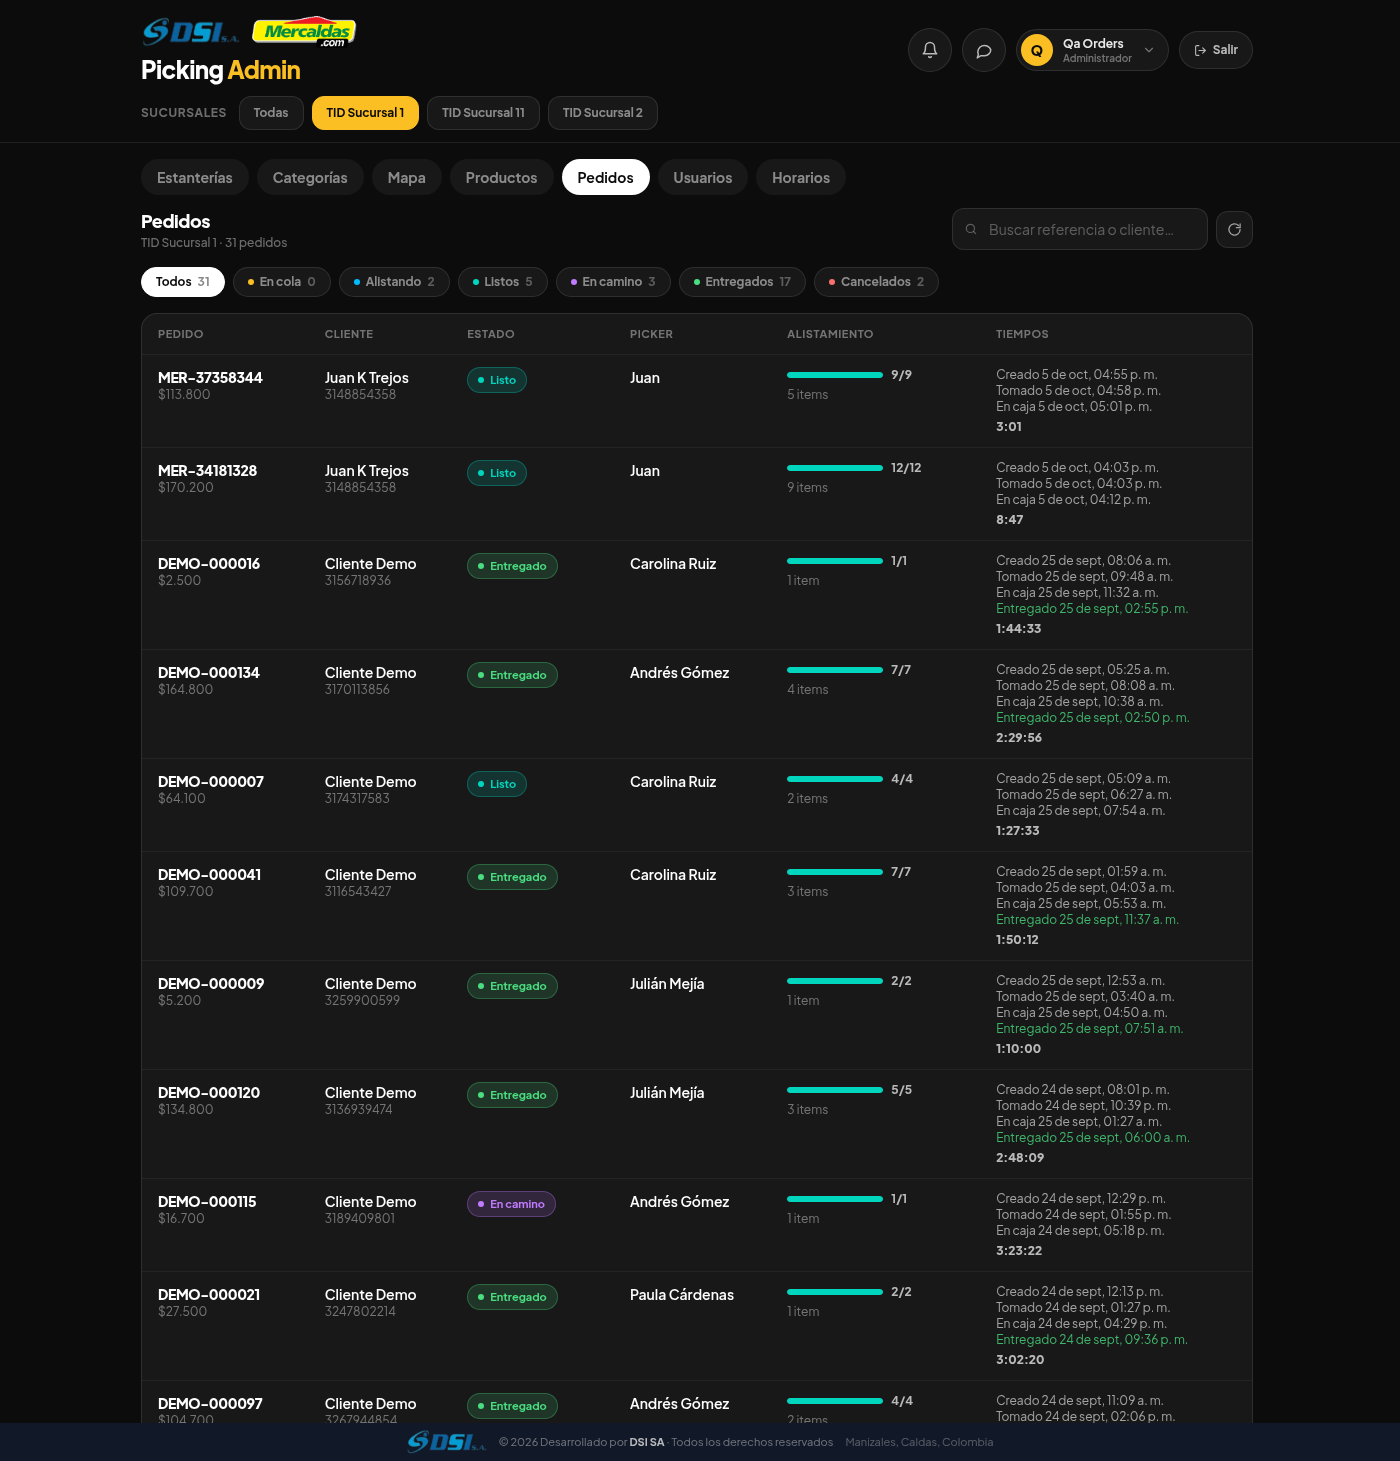 DSI S.A.
Mercaldas
.com
Picking Admin
Q
Qa Orders
Administrador
Salir
SUCURSALES
Todas
TID Sucursal 1
TID Sucursal 11
TID Sucursal 2
Estanterías
Categorías
Mapa
Productos
Pedidos
Usuarios
Horarios
Pedidos
TID Sucursal 1 · 31 pedidos
Buscar referencia o cliente...
Todos 31
En cola 0
Alistando 2
Listos 5
En camino 3
Entregados 17
Cancelados 2
PEDIDO CLIENTE ESTADO PICKER ALISTAMIENTO TIEMPOS
MER-37358344
$113.800
Juan K Trejos
3148854358
Listo
Juan
9/9
5 items
Creado 5 de oct, 04:55 p. m.
Tomado 5 de oct, 04:58 p. m.
En caja 5 de oct, 05:01 p. m.
3:01
MER-34181328
$170.200
Juan K Trejos
3148854358
Listo
Juan
12/12
9 items
Creado 5 de oct, 04:03 p. m.
Tomado 5 de oct, 04:03 p. m.
En caja 5 de oct, 04:12 p. m.
8:47
DEMO-000016
$2.500
Cliente Demo
3156718936
Entregado
Carolina Ruiz
1/1
1 item
Creado 25 de sept, 08:06 a. m.
Tomado 25 de sept, 09:48 a. m.
En caja 25 de sept, 11:32 a. m.
Entregado 25 de sept, 02:55 p. m.
1:44:33
DEMO-000134
$164.800
Cliente Demo
3170113856
Entregado
Andrés Gómez
7/7
4 items
Creado 25 de sept, 05:25 a. m.
Tomado 25 de sept, 08:08 a. m.
En caja 25 de sept, 10:38 a. m.
Entregado 25 de sept, 02:50 p. m.
2:29:56
DEMO-000007
$64.100
Cliente Demo
3174317583
Listo
Carolina Ruiz
4/4
2 items
Creado 25 de sept, 05:09 a. m.
Tomado 25 de sept, 06:27 a. m.
En caja 25 de sept, 07:54 a. m.
1:27:33
DEMO-000041
$109.700
Cliente Demo
3116543427
Entregado
Carolina Ruiz
7/7
3 items
Creado 25 de sept, 01:59 a. m.
Tomado 25 de sept, 04:03 a. m.
En caja 25 de sept, 05:53 a. m.
Entregado 25 de sept, 11:37 a. m.
1:50:12
DEMO-000009
$5.200
Cliente Demo
3259900599
Entregado
Julián Mejía
2/2
1 item
Creado 25 de sept, 12:53 a. m.
Tomado 25 de sept, 03:40 a. m.
En caja 25 de sept, 04:50 a. m.
Entregado 25 de sept, 07:51 a. m.
1:10:00
DEMO-000120
$134.800
Cliente Demo
3136939474
Entregado
Julián Mejía
5/5
3 items
Creado 24 de sept, 08:01 p. m.
Tomado 24 de sept, 10:39 p. m.
En caja 25 de sept, 01:27 a. m.
Entregado 25 de sept, 06:00 a. m.
2:48:09
DEMO-000115
$16.700
Cliente Demo
3189409801
En camino
Andrés Gómez
1/1
1 item
Creado 24 de sept, 12:29 p. m.
Tomado 24 de sept, 01:55 p. m.
En caja 24 de sept, 05:18 p. m.
3:23:22
DEMO-000021
$27.500
Cliente Demo
3247802214
Entregado
Paula Cárdenas
2/2
1 item
Creado 24 de sept, 12:13 p. m.
Tomado 24 de sept, 01:27 p. m.
En caja 24 de sept, 04:29 p. m.
Entregado 24 de sept, 09:36 p. m.
3:02:20
DEMO-000097
$104.700
Cliente Demo
3267944854
Entregado
Andrés Gómez
4/4
2 items
Creado 24 de sept, 11:09 a. m.
Tomado 24 de sept, 02:06 p. m.
DSI S.A.
© 2026 Desarrollado por DSI SA · Todos los derechos reservados
Manizales, Caldas, Colombia